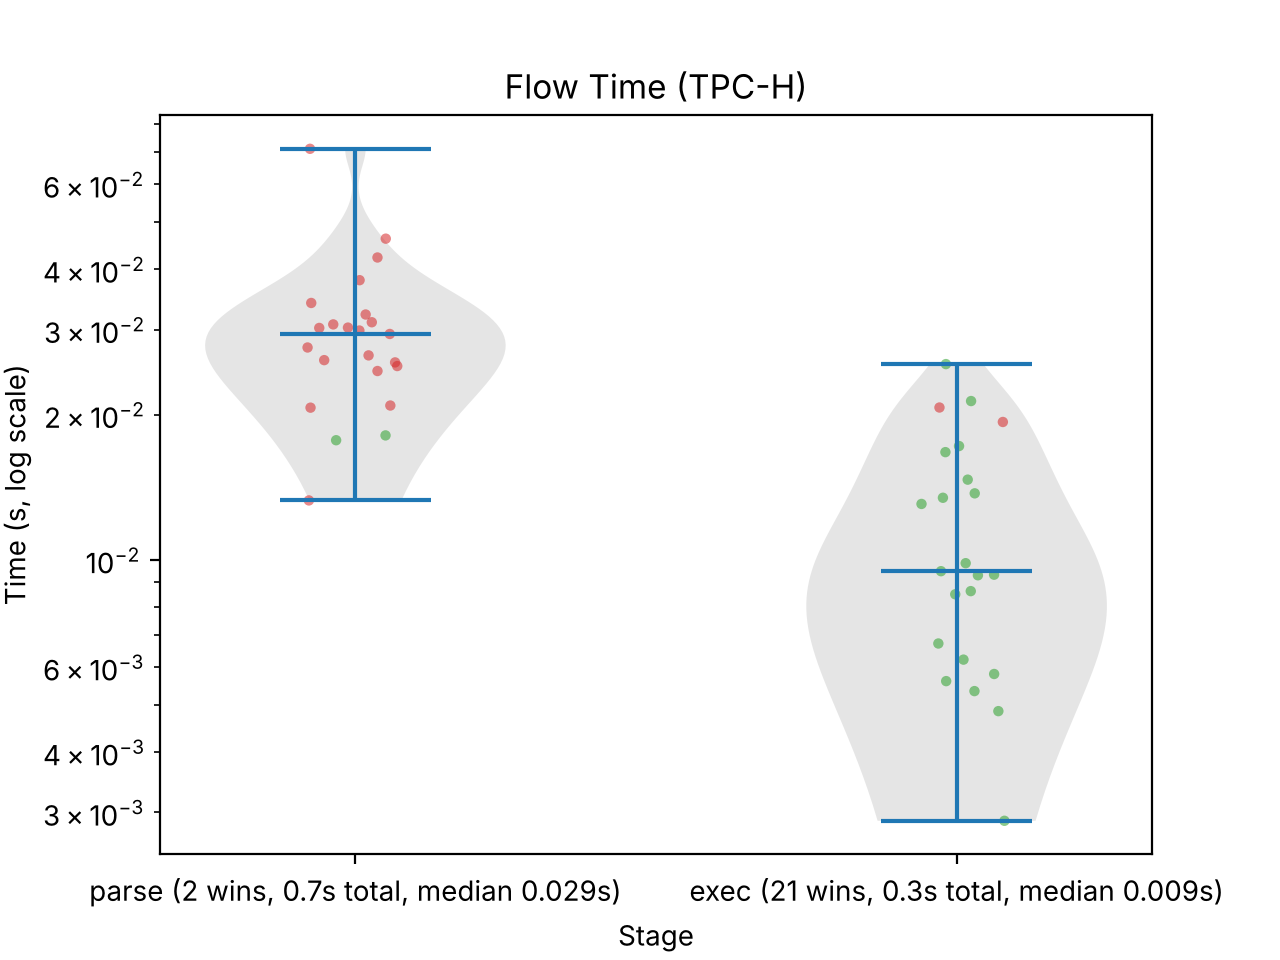 Flow Time (TPC-H)
Time (s, log scale)
6 × 10⁻²
4 × 10⁻²
3 × 10⁻²
2 × 10⁻²
10⁻²
6 × 10⁻³
4 × 10⁻³
3 × 10⁻³
parse (2 wins, 0.7s total, median 0.029s)
exec (21 wins, 0.3s total, median 0.009s)
Stage